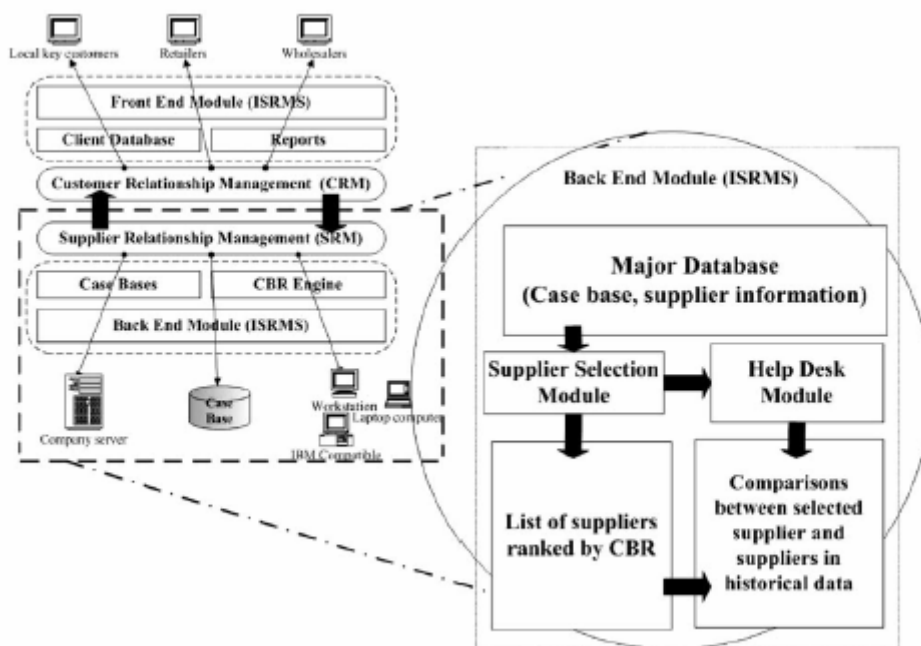 Local key customers
Retailers
Wholesalers
Front End Module (ISRMS)
Client Database
Reports
Customer Relationship Management (CRM)
Supplier Relationship Management (SRM)
Case Bases
CBR Engine
Back End Module (ISRMS)
Company server
Case
Base
Workstation
Laptop computer
IBM Compatible
Back End Module (ISRMS)
Major Database
(Case base, supplier information)
Supplier Selection
Module
Help Desk
Module
List of suppliers
ranked by CBR
Comparisons
between selected
supplier and
suppliers in
historical data